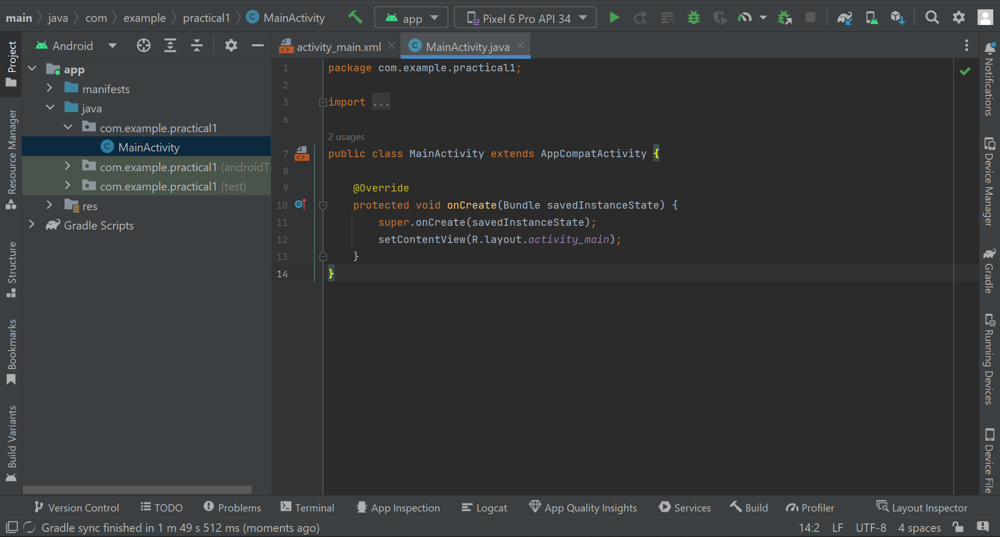 main java com example practical1 MainActivity app Pixel 6 Pro API 34
Project
Android
activity_main.xml MainActivity.java
app
manifests
java
com.example.practical1
MainActivity
com.example.practical1 (androidT
com.example.practical1 (test)
res
Gradle Scripts
Resource Manager
Structure
Bookmarks
Build Variants
1 package com.example.practical1;
2
3 import ...
6
2 usages
7 public class MainActivity extends AppCompatActivity {
8
9 @Override
10 protected void onCreate(Bundle savedInstanceState) {
11 super.onCreate(savedInstanceState);
12 setContentView(R.layout.activity_main);
13 }
14 }
Notifications
Device Manager
Gradle
Running Devices
Device File
Version Control TODO Problems Terminal App Inspection Logcat App Quality Insights Services Build Profiler Layout Inspector
Gradle sync finished in 1 m 49 s 512 ms (moments ago) 14:2 LF UTF-8 4 spaces